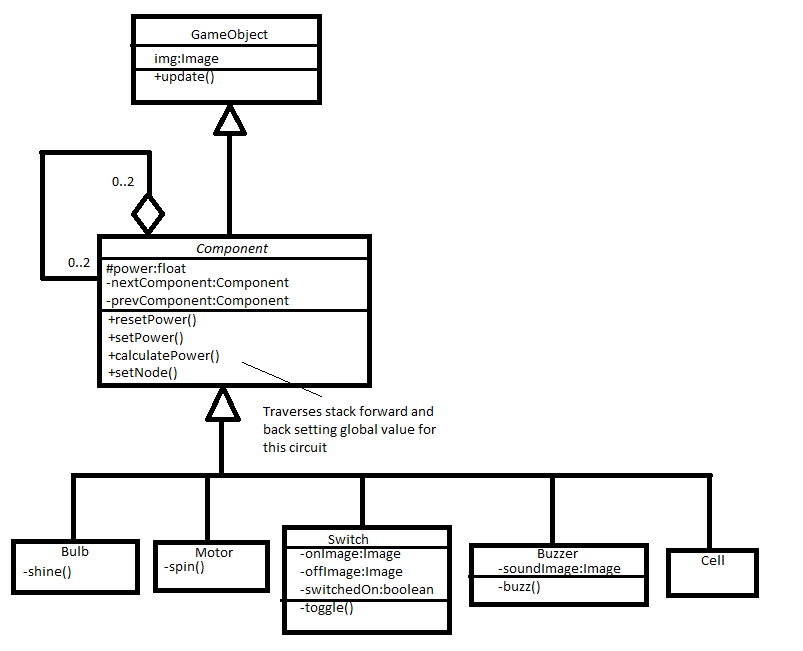 GameObject
img:Image
+update()
0..2
0..2
Component
#power:float
-nextComponent:Component
-prevComponent:Component
+resetPower()
+setPower()
+calculatePower()
+setNode()
Traverses stack forward and
back setting global value for
this circuit
Bulb
-shine()
Motor
-spin()
Switch
-onImage:Image
-offImage:Image
-switchedOn:boolean
-toggle()
Buzzer
-soundImage:Image
-buzz()
Cell